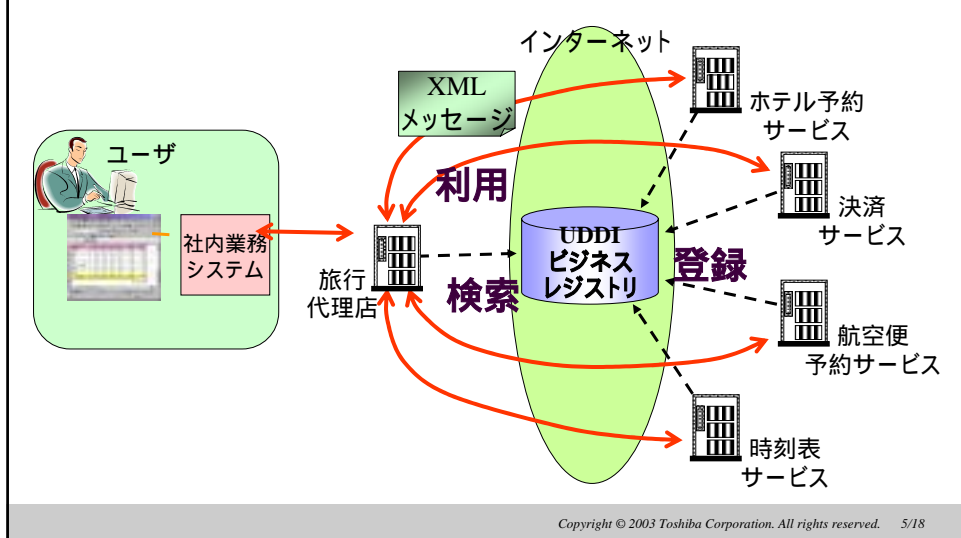 インターネット
XML
メッセージ
ホテル予約
サービス
ユーザ
利用
決済
サービス
社内業務
システム
UDDI
ビジネス
レジストリ
登録
旅行
代理店
検索
航空便
予約サービス
時刻表
サービス
Copyright © 2003 Toshiba Corporation. All rights reserved. 5/18